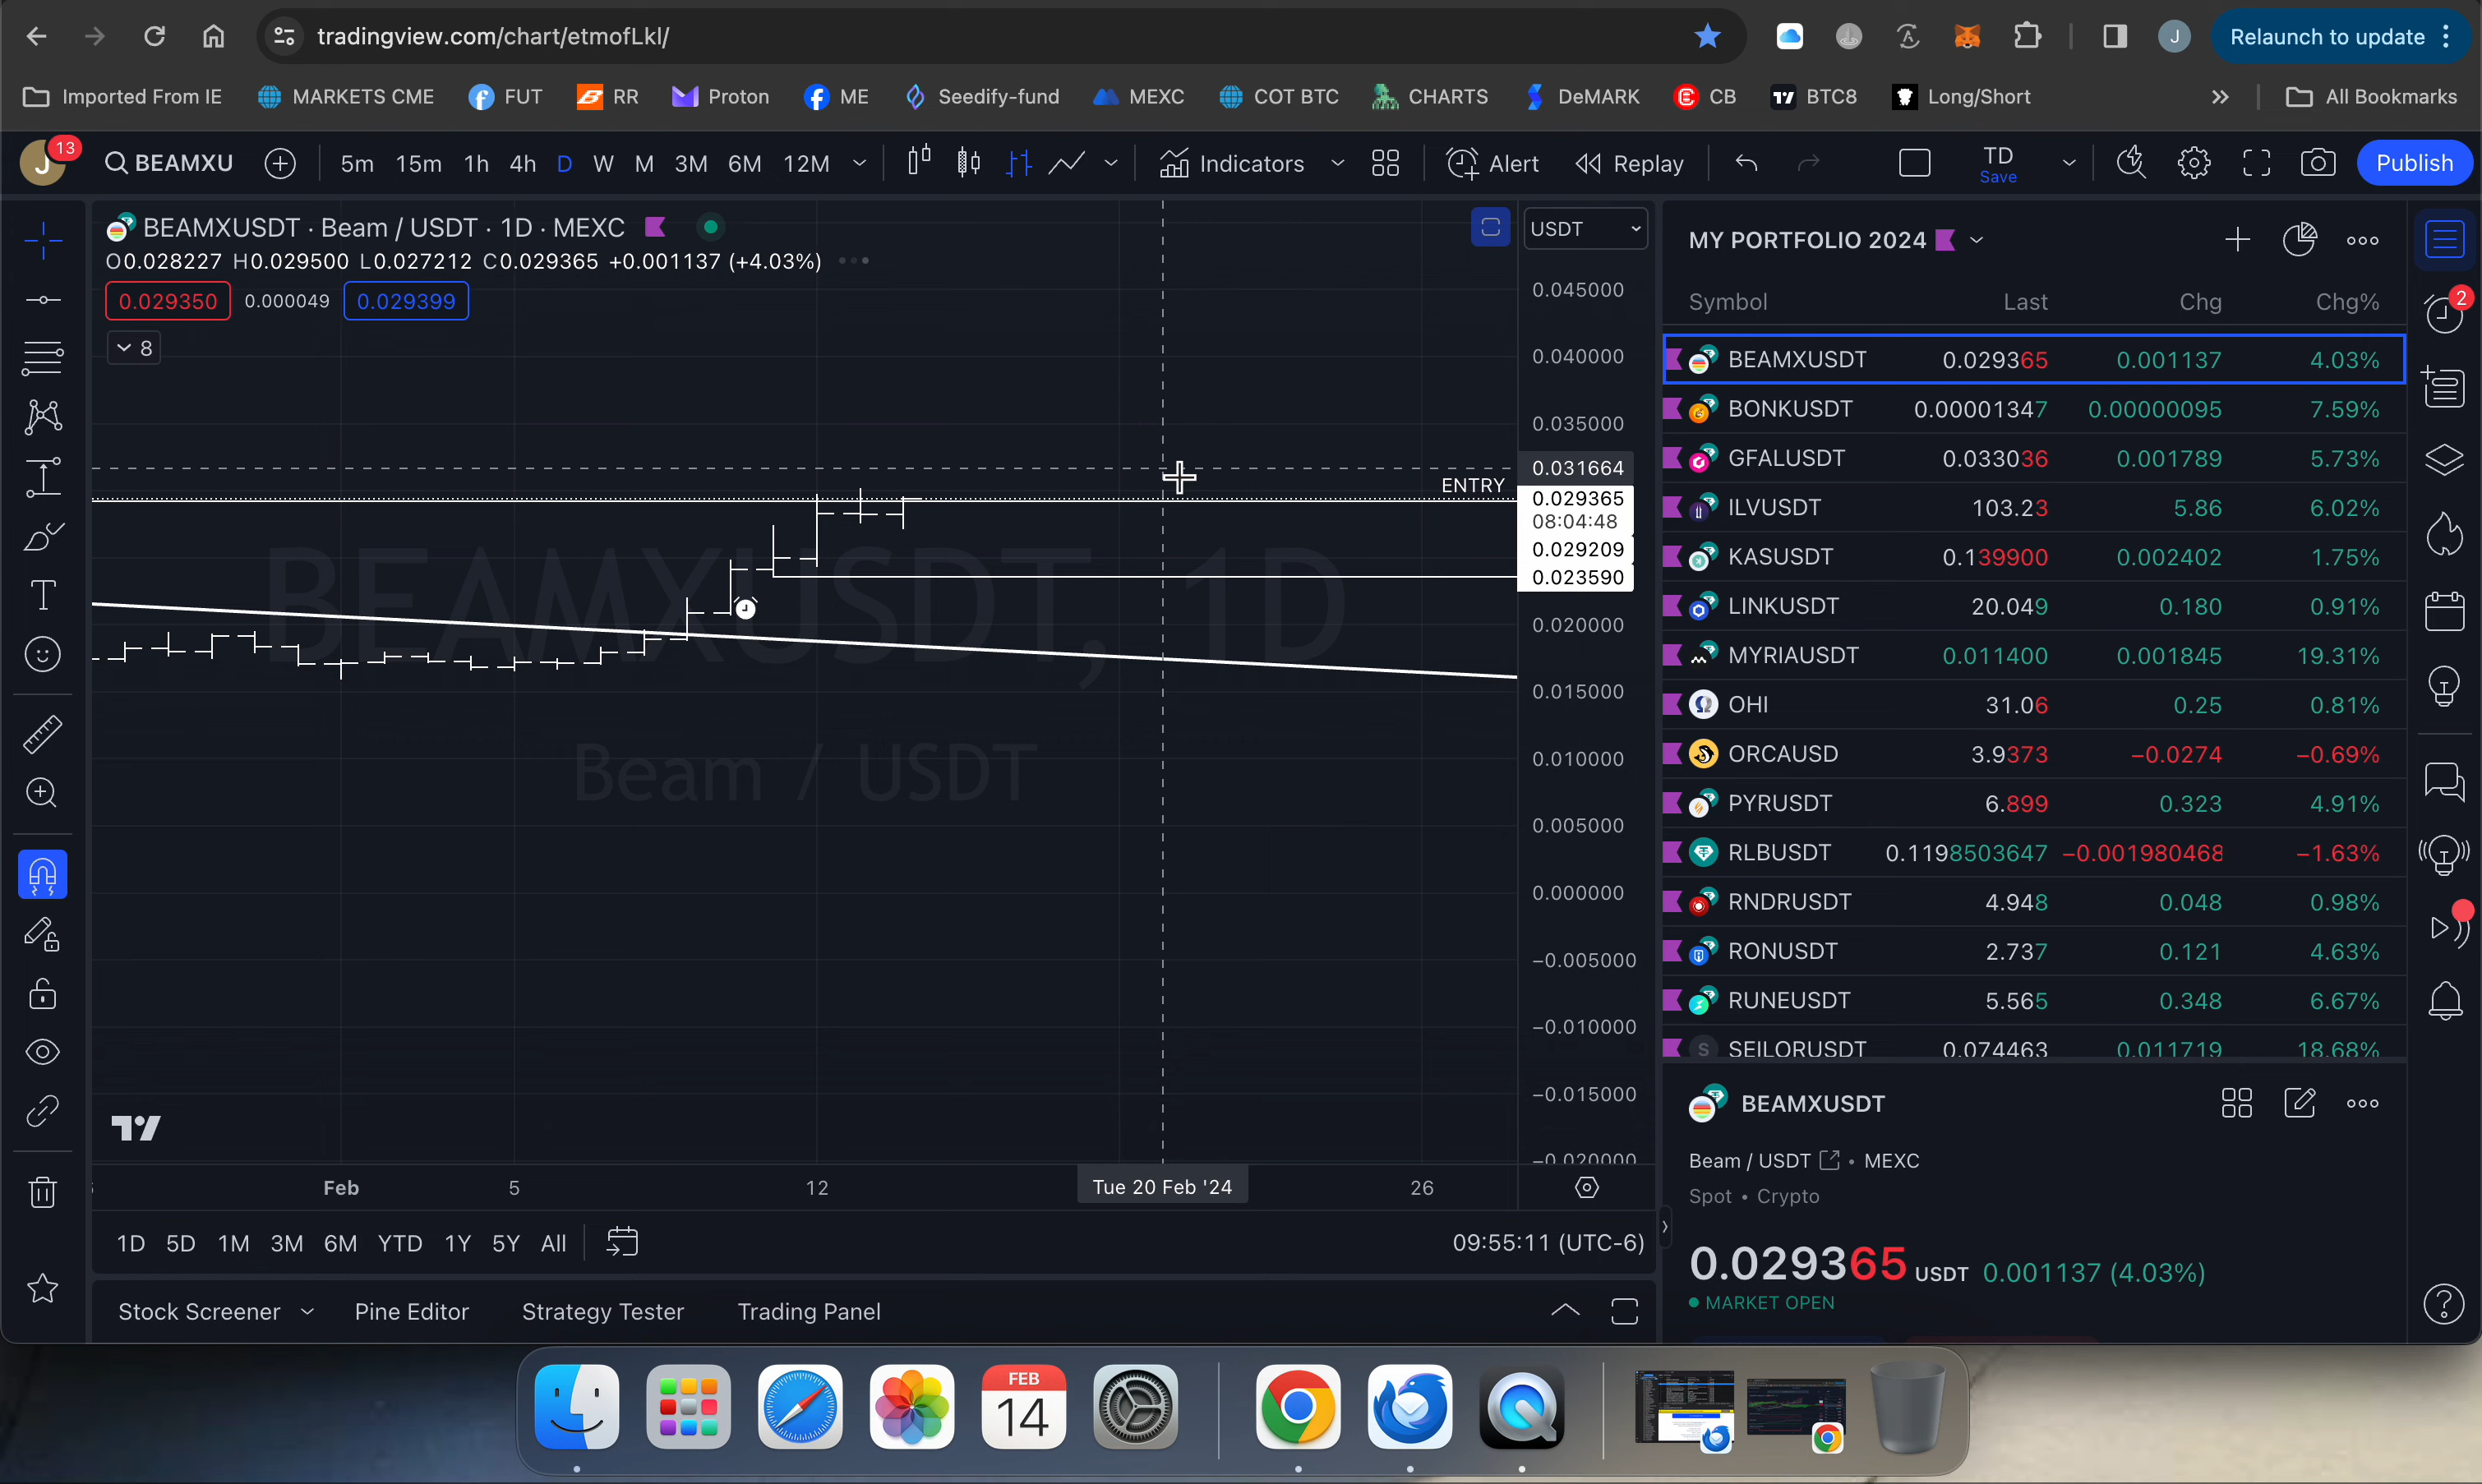 tradingview.com/chart/etmofLkl/
J
Relaunch to update
Imported From IE
MARKETS CME
FUT
RR
Proton
ME
Seedify-fund
MEXC
COT BTC
CHARTS
DeMARK
CB
BTC8
Long/Short
All Bookmarks
J
13
BEAMXU
5m 15m 1h 4h D W M 3M 6M 12M
Indicators
Alert
Replay
TD
Save
Publish
BEAMXUSDT · Beam / USDT · 1D · MEXC
O0.028227 H0.029500 L0.027212 C0.029365 +0.001137 (+4.03%)
0.029350 0.000049 0.029399
8
USDT
0.045000
0.040000
0.035000
0.031664
ENTRY
0.029365
08:04:48
0.029209
0.023590
0.020000
0.015000
0.010000
0.005000
0.000000
−0.005000
−0.010000
−0.015000
−0.020000
BEAMXUSDT, 1D
Beam / USDT
Feb 5 12 Tue 20 Feb '24 26
1D 5D 1M 3M 6M YTD 1Y 5Y All
09:55:11 (UTC-6)
Stock Screener Pine Editor Strategy Tester Trading Panel
MY PORTFOLIO 2024
Symbol Last Chg Chg%
BEAMXUSDT 0.029365 0.001137 4.03%
BONKUSDT 0.00001347 0.00000095 7.59%
GFALUSDT 0.033036 0.001789 5.73%
ILVUSDT 103.23 5.86 6.02%
KASUSDT 0.139900 0.002402 1.75%
LINKUSDT 20.049 0.180 0.91%
MYRIAUSDT 0.011400 0.001845 19.31%
OHI 31.06 0.25 0.81%
ORCAUSD 3.9373 −0.0274 −0.69%
PYRUSDT 6.899 0.323 4.91%
RLBUSDT 0.1198503647 −0.001980468 −1.63%
RNDRUSDT 4.948 0.048 0.98%
RONUSDT 2.737 0.121 4.63%
RUNEUSDT 5.565 0.348 6.67%
S SEILORUSDT 0.074463 0.011719 18.68%
BEAMXUSDT
Beam / USDT • MEXC
Spot • Crypto
0.029365 USDT 0.001137 (4.03%)
MARKET OPEN
2
FEB
14